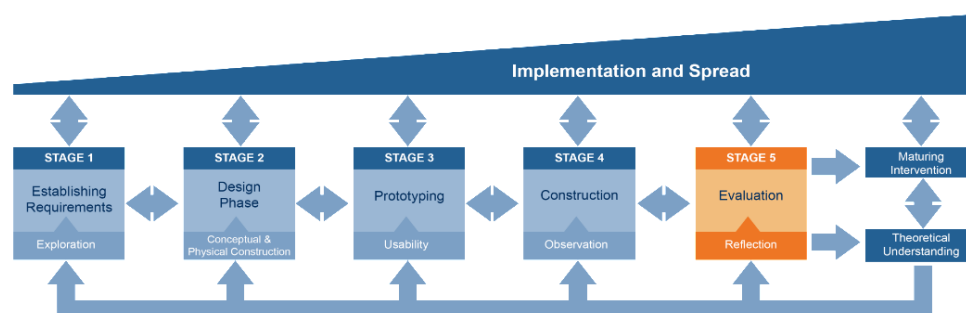 Implementation and Spread
STAGE 1
Establishing
Requirements
Exploration
STAGE 2
Design
Phase
Conceptual &
Physical Construction
STAGE 3
Prototyping
Usability
STAGE 4
Construction
Observation
STAGE 5
Evaluation
Reflection
Maturing
Intervention
Theoretical
Understanding